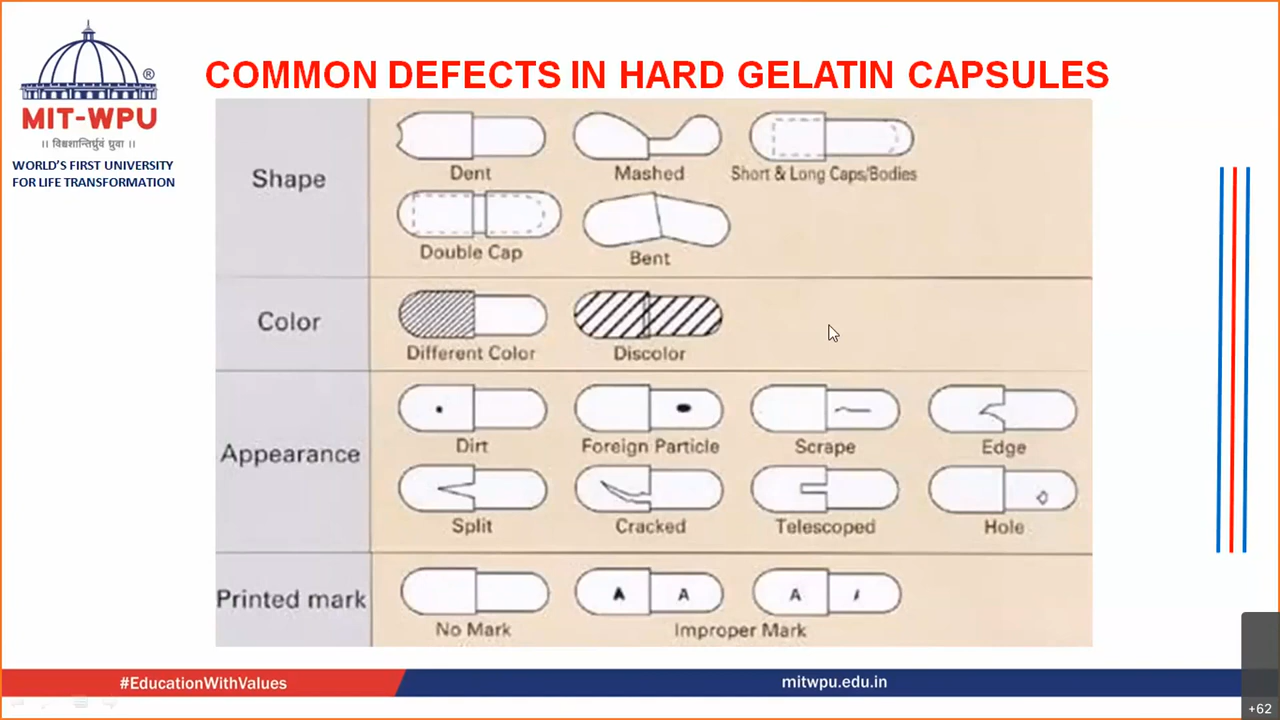 COMMON DEFECTS IN HARD GELATIN CAPSULES
®
MIT-WPU
|| विश्वशान्तिर्ध्रुवं ध्रुवा ||
WORLD'S FIRST UNIVERSITY
FOR LIFE TRANSFORMATION
Shape
Dent Mashed Short & Long Caps/Bodies
Double Cap Bent
Color
Different Color Discolor
Appearance
Dirt Foreign Particle Scrape Edge
Split Cracked Telescoped Hole
Printed mark
A A A
No Mark Improper Mark
#EducationWithValues mitwpu.edu.in
+62